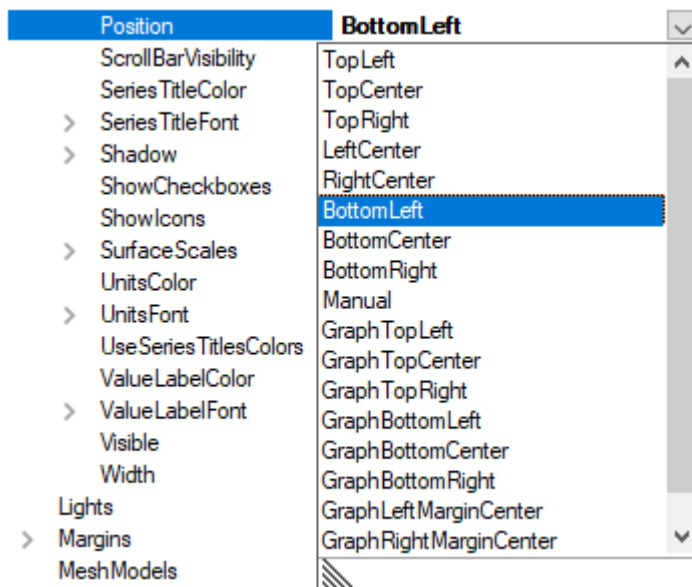 Position BottomLeft
ScrollBarVisibility
SeriesTitleColor
SeriesTitleFont
Shadow
ShowCheckboxes
ShowIcons
SurfaceScales
UnitsColor
UnitsFont
UseSeriesTitlesColors
ValueLabelColor
ValueLabelFont
Visible
Width
Lights
Margins
MeshModels
TopLeft
TopCenter
TopRight
LeftCenter
RightCenter
BottomLeft
BottomCenter
BottomRight
Manual
GraphTopLeft
GraphTopCenter
GraphTopRight
GraphBottomLeft
GraphBottomCenter
GraphBottomRight
GraphLeftMarginCenter
GraphRightMarginCenter